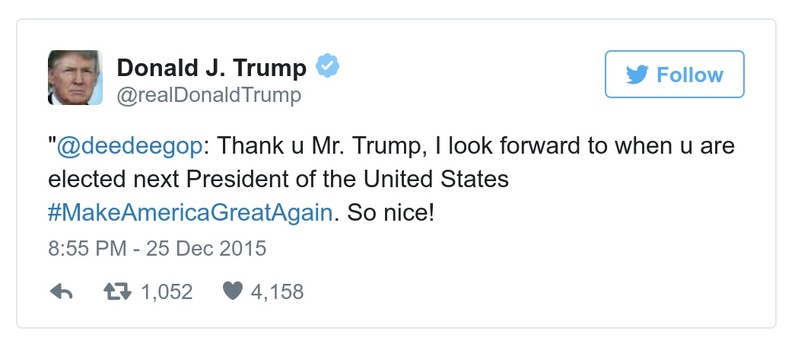 Donald J. Trump
Follow
@realDonaldTrump
"@deedeegop: Thank u Mr. Trump, I look forward to when u are
elected next President of the United States
#MakeAmericaGreatAgain. So nice!
8:55 PM - 25 Dec 2015
1,052 4,158